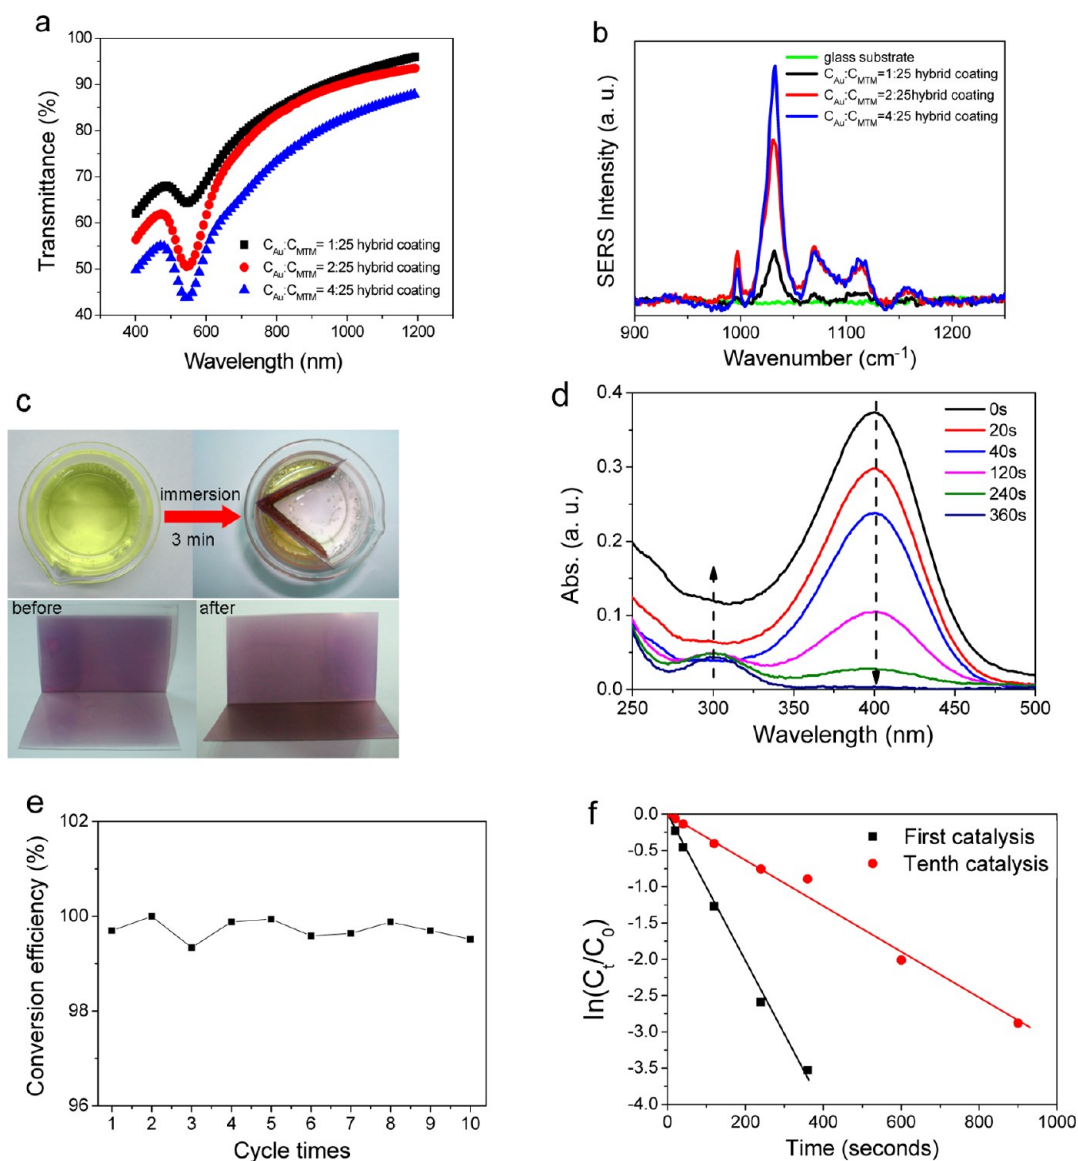 a
100
90
80
70
60
50
40
Transmittance (%)
C_Au:C_MTM= 1:25 hybrid coating
C_Au:C_MTM= 2:25 hybrid coating
C_Au:C_MTM= 4:25 hybrid coating
400 600 800 1000 1200
Wavelength (nm)
b
SERS Intensity (a. u.)
glass substrate
C_Au:C_MTM=1:25 hybrid coating
C_Au:C_MTM=2:25hybrid coating
C_Au:C_MTM=4:25 hybrid coating
900 1000 1100 1200
Wavenumber (cm⁻¹)
c
immersion
3 min
before
after
d
0.4
0.3
0.2
0.1
0.0
Abs. (a. u.)
0s
20s
40s
120s
240s
360s
250 300 350 400 450 500
Wavelength (nm)
e
102
100
98
96
Conversion efficiency (%)
1 2 3 4 5 6 7 8 9 10
Cycle times
f
0.0
-0.5
-1.0
-1.5
-2.0
-2.5
-3.0
-3.5
-4.0
ln(C_t/C_0)
First catalysis
Tenth catalysis
0 200 400 600 800 1000
Time (seconds)